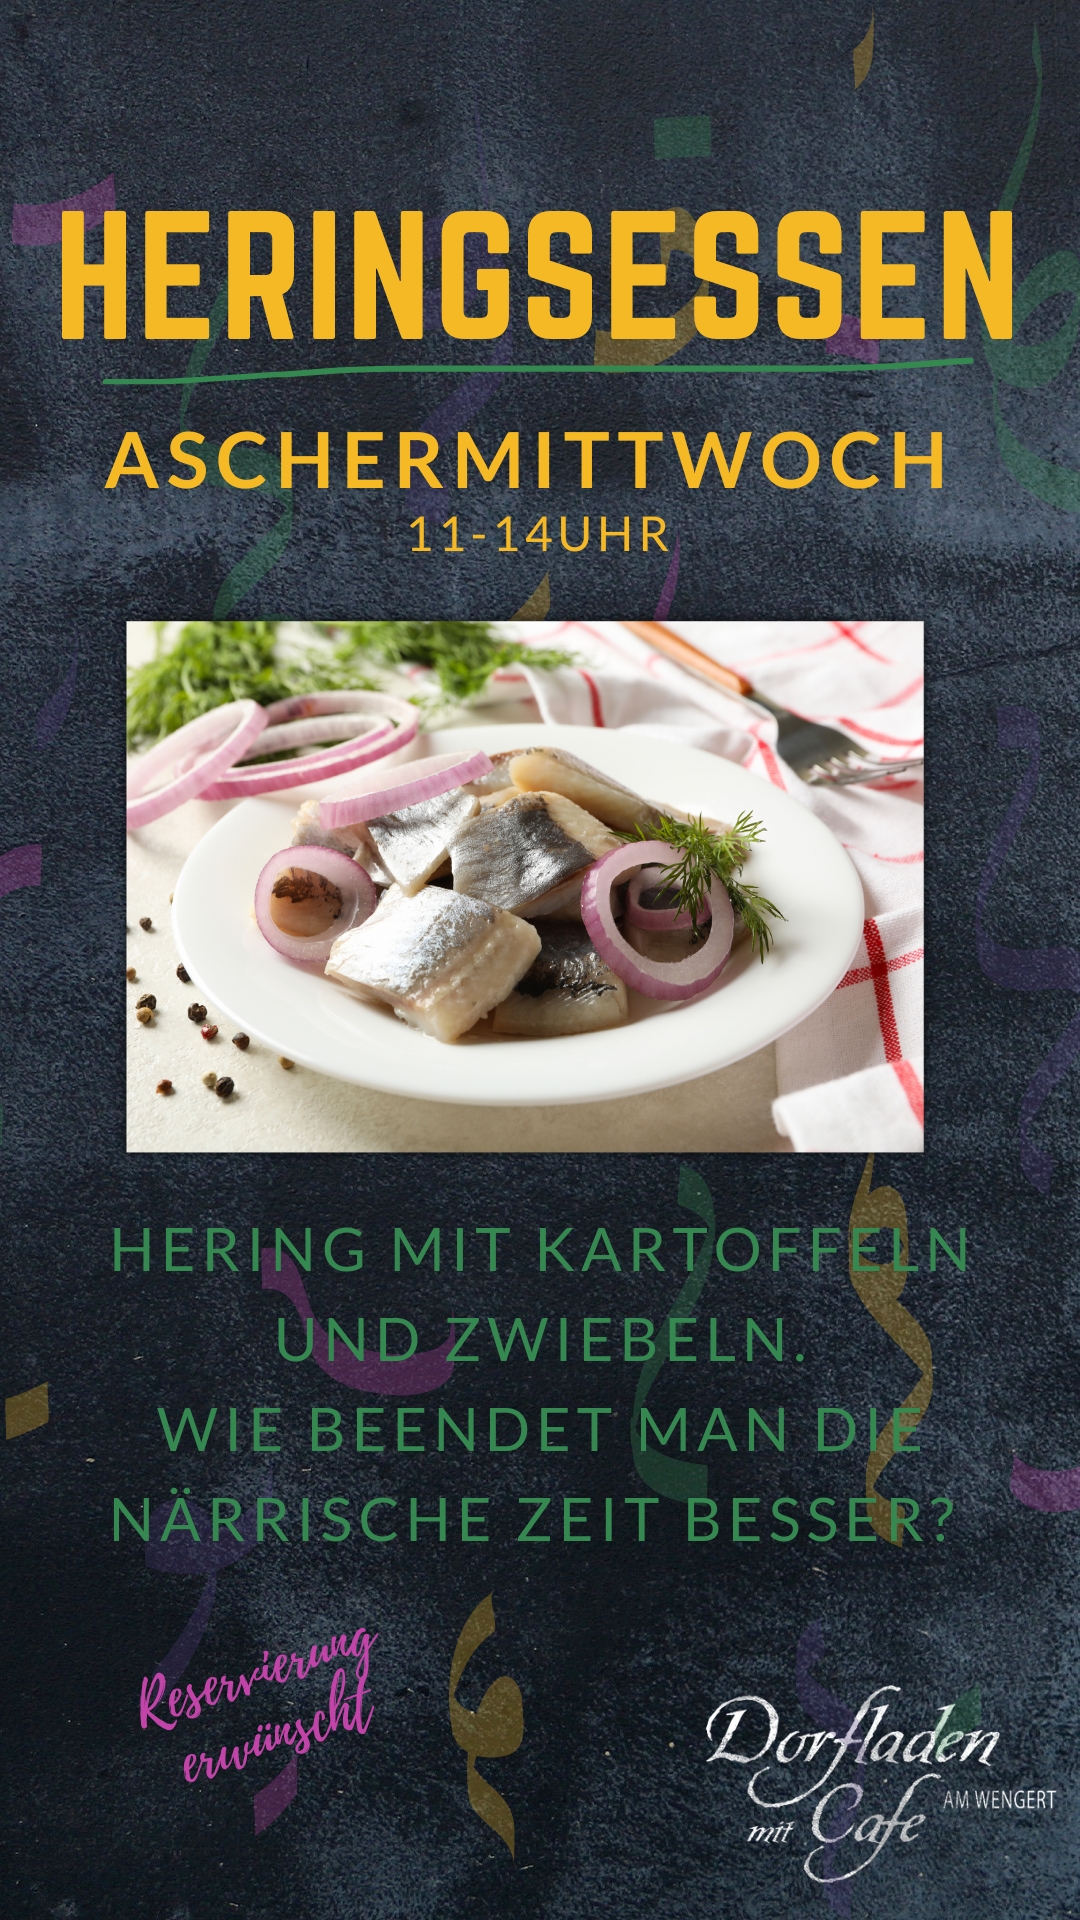 HERINGSESSEN
ASCHERMITTWOCH
11-14UHR
HERING MIT KARTOFFELN
UND ZWIEBELN.
WIE BEENDET MAN DIE
NÄRRISCHE ZEIT BESSER?
Reservierung
erwünscht
Dorfladen
mit Cafe AM WENGERT